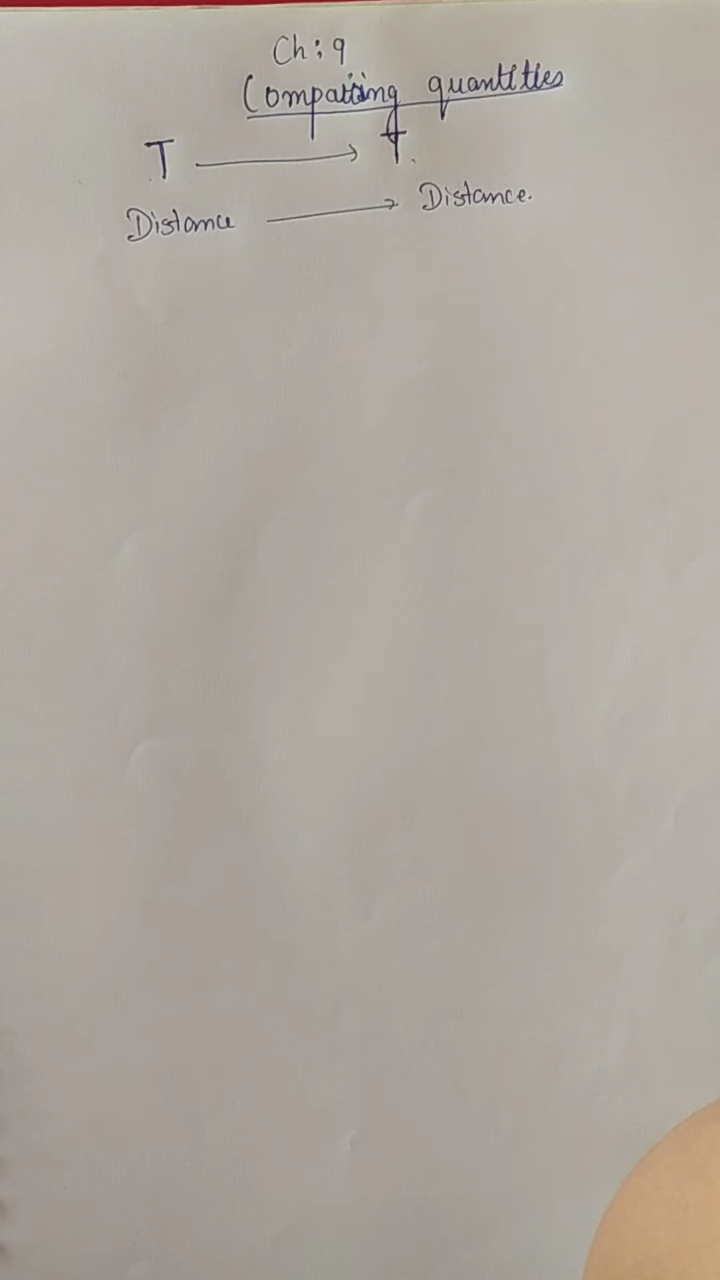 Ch: 9
Comparing quantities
T → T.
Distance → Distance.